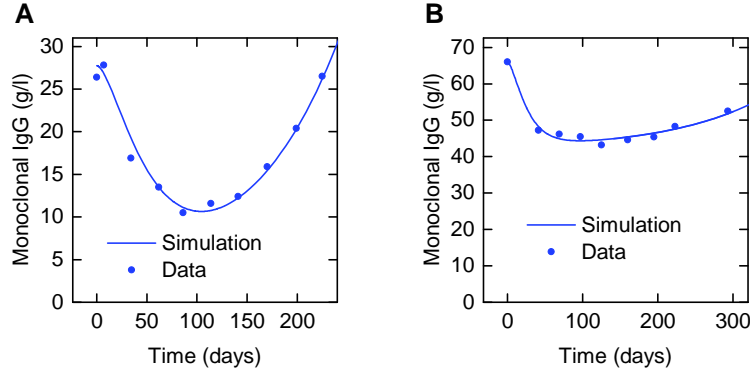 A
Monoclonal IgG (g/l)
30
25
20
15
10
5
0
Simulation
Data
0 50 100 150 200
Time (days)
B
Monoclonal IgG (g/l)
70
60
50
40
30
20
10
0
Simulation
Data
0 100 200 300
Time (days)